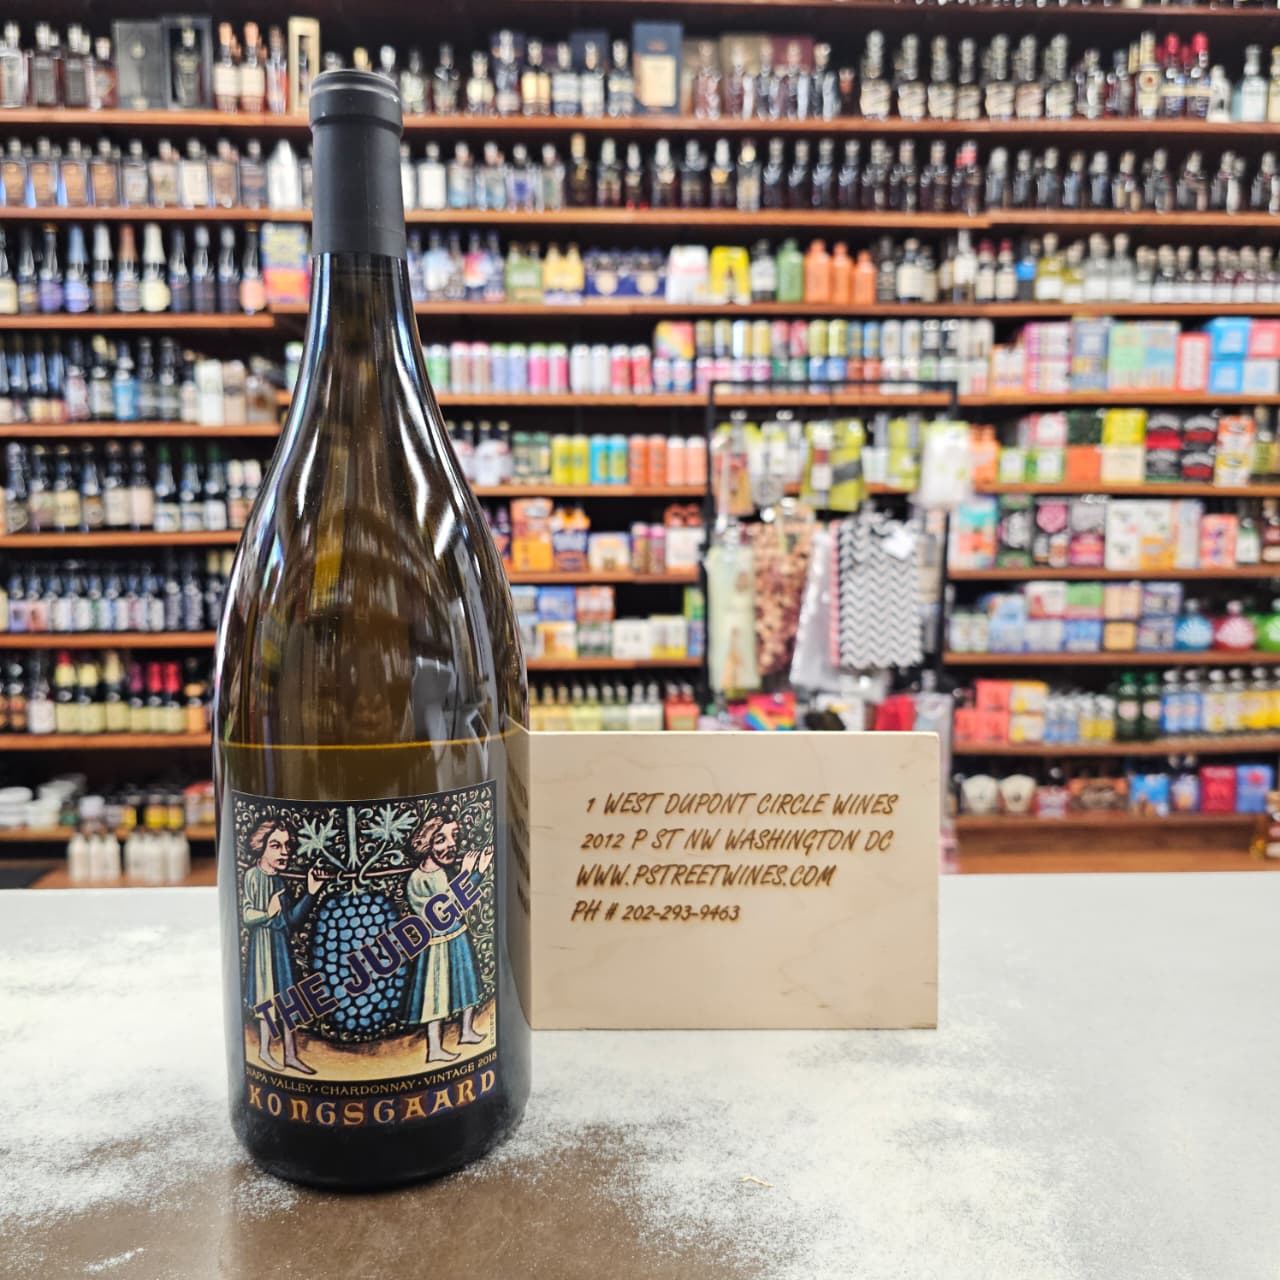 THE JUDGE
NAPA VALLEY • CHARDONNAY • VINTAGE 2018
KONGSGAARD
1 WEST DUPONT CIRCLE WINES
2012 P ST NW WASHINGTON DC
WWW.PSTREETWINES.COM
PH # 202-293-9463